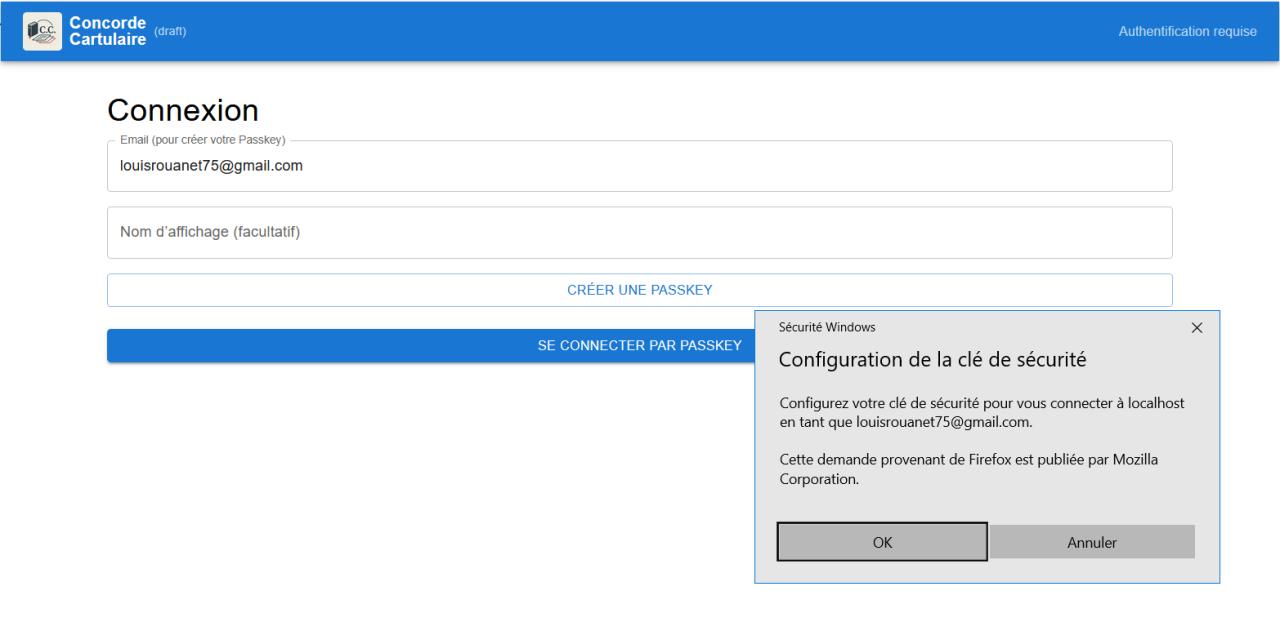 C.C.
Concorde
Cartulaire
(draft)
Authentification requise
Connexion
Email (pour créer votre Passkey)
louisrouanet75@gmail.com
Nom d’affichage (facultatif)
CRÉER UNE PASSKEY
SE CONNECTER PAR PASSKEY
Sécurité Windows
Configuration de la clé de sécurité
Configurez votre clé de sécurité pour vous connecter à localhost
en tant que louisrouanet75@gmail.com.
Cette demande provenant de Firefox est publiée par Mozilla
Corporation.
OK
Annuler